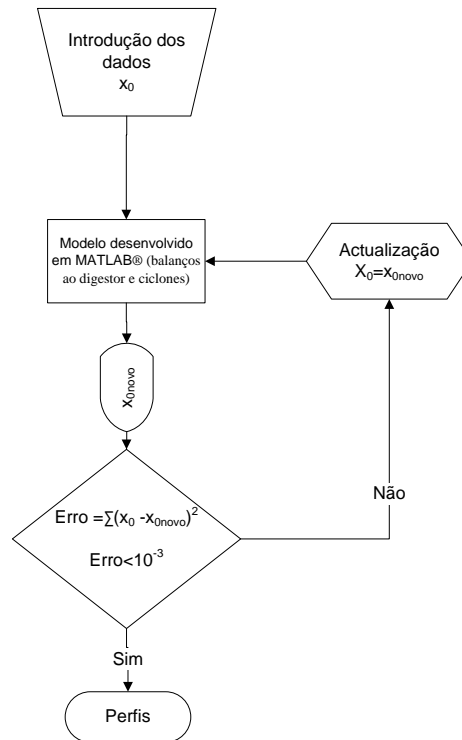 Introdução dos
dados
x₀
Modelo desenvolvido
em MATLAB® (balanços
ao digestor e ciclones)
Actualização
X₀=x₀novo
x₀novo
Erro =∑(x₀ -x₀novo)²
Erro<10⁻³
Não
Sim
Perfis